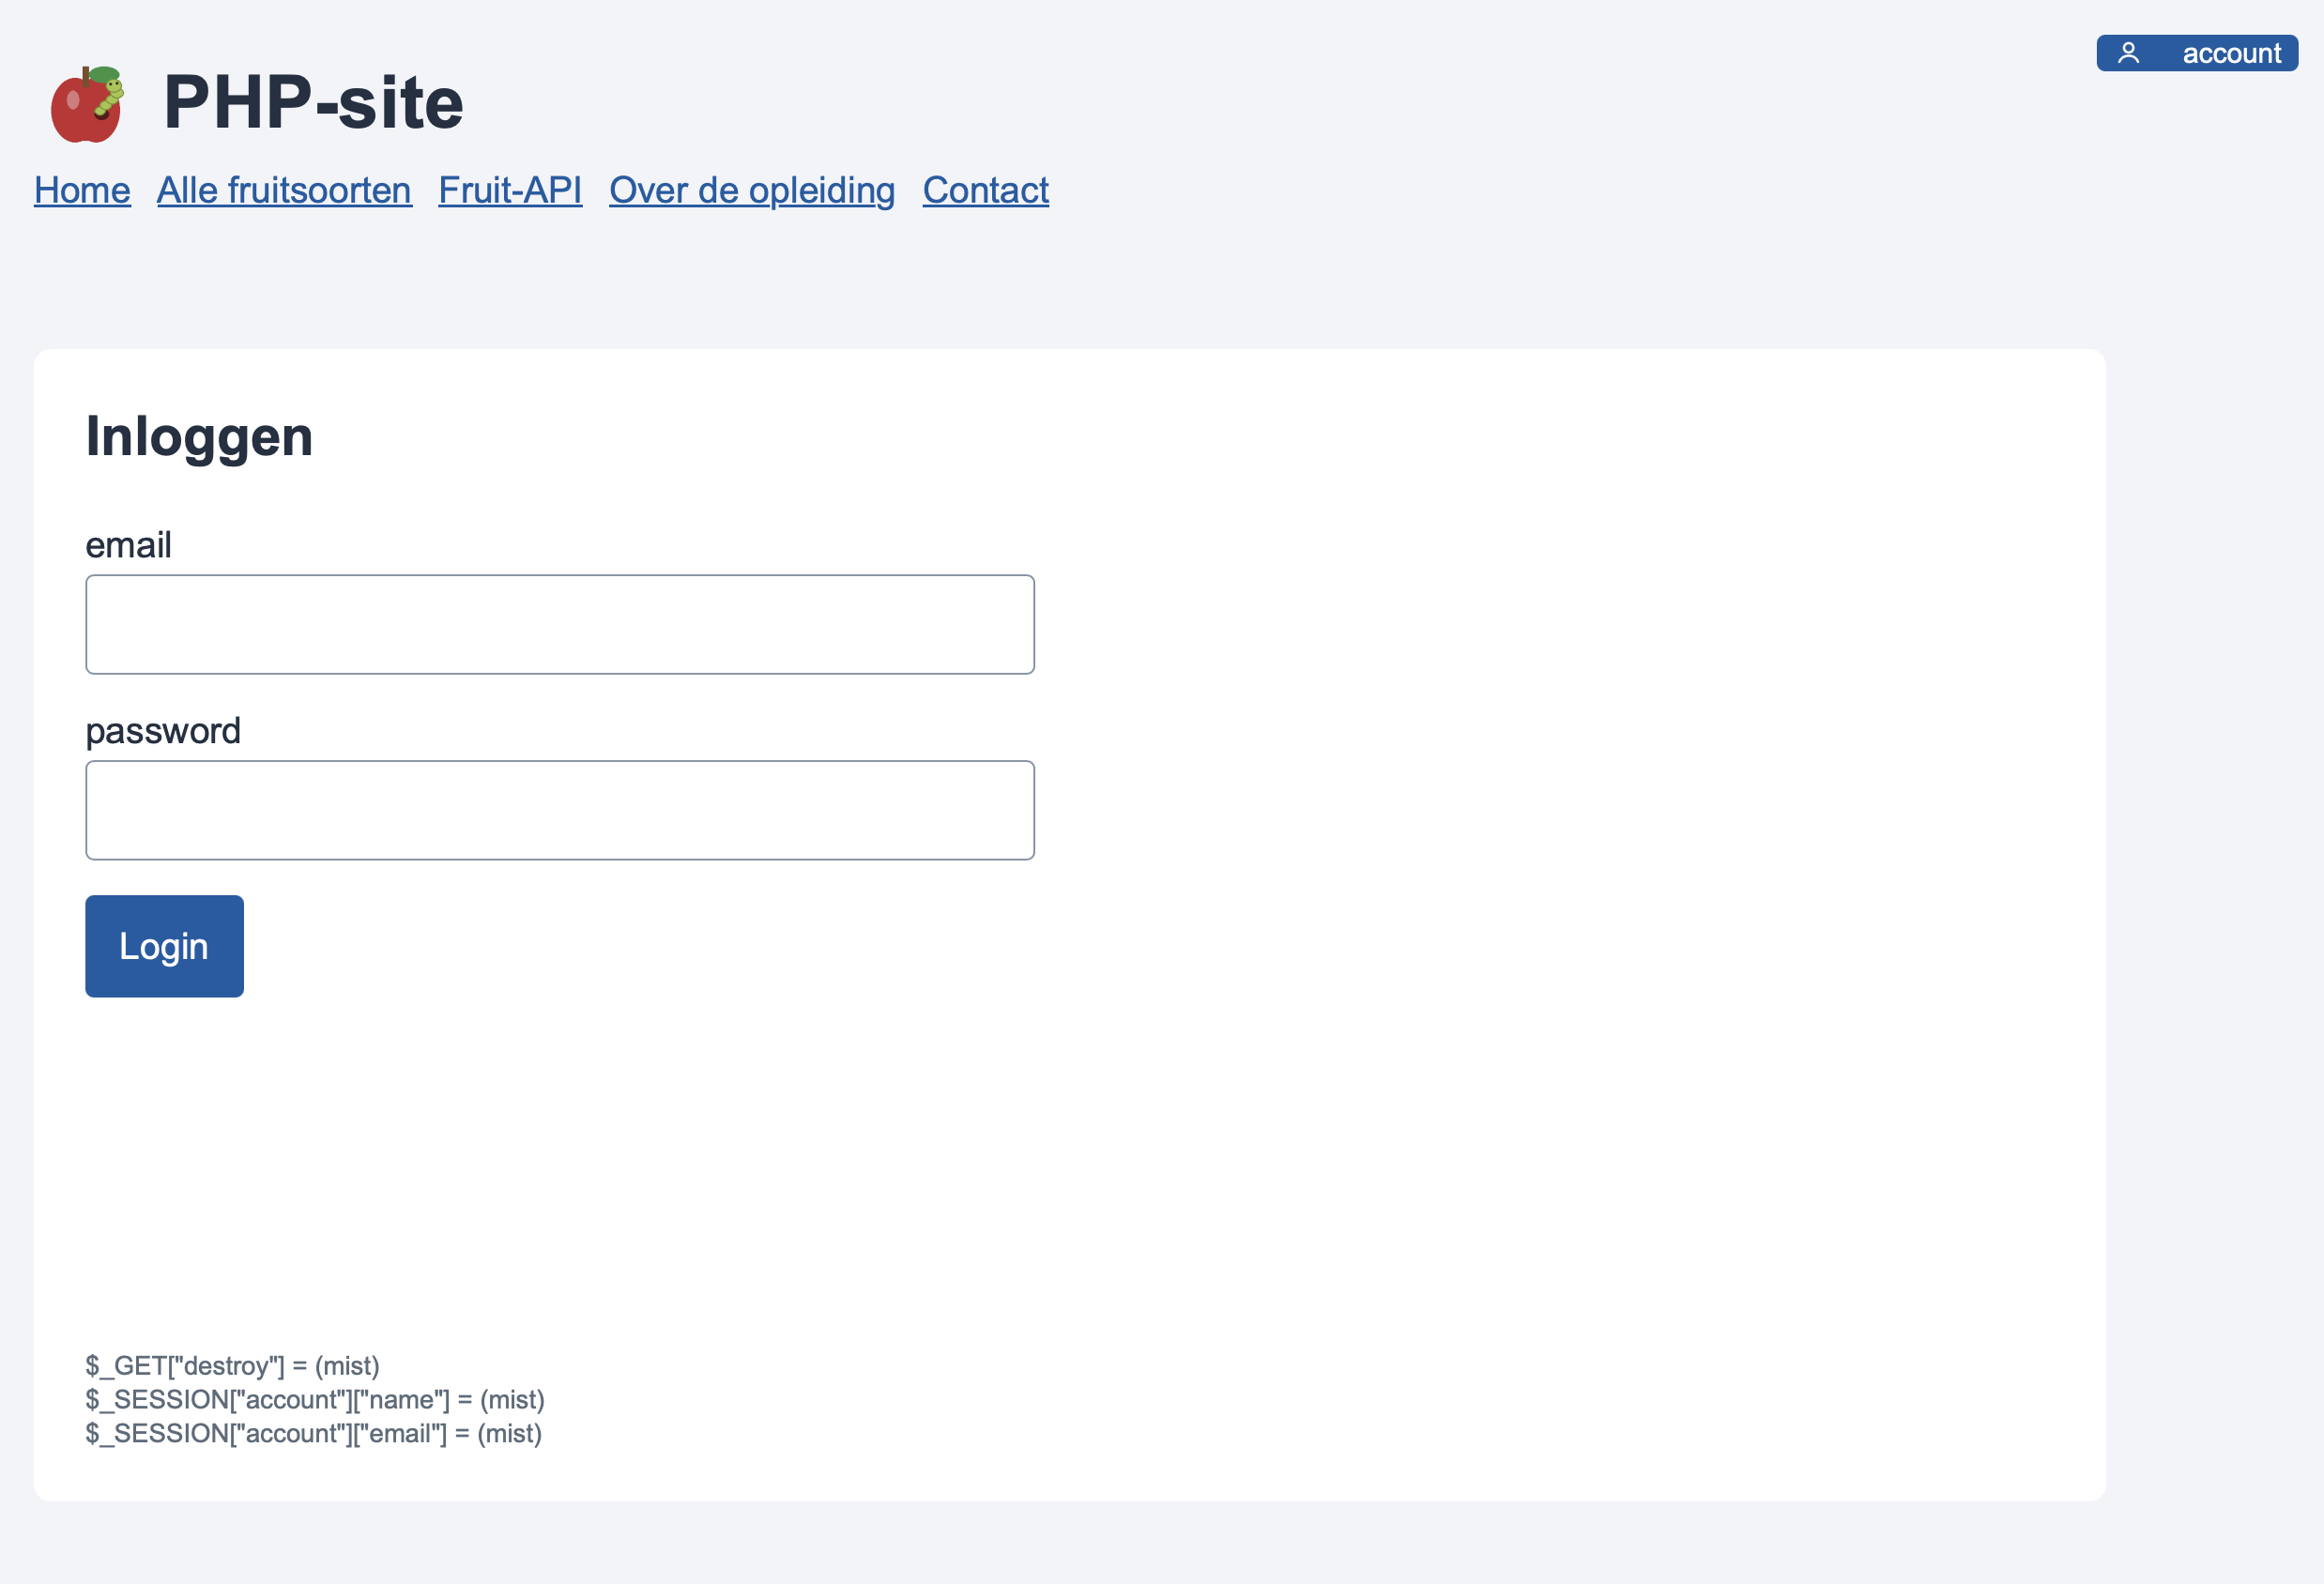 account
PHP-site
Home Alle fruitsoorten Fruit-API Over de opleiding Contact
Inloggen
email
password
Login
$_GET["destroy"] = (mist)
$_SESSION["account"]["name"] = (mist)
$_SESSION["account"]["email"] = (mist)